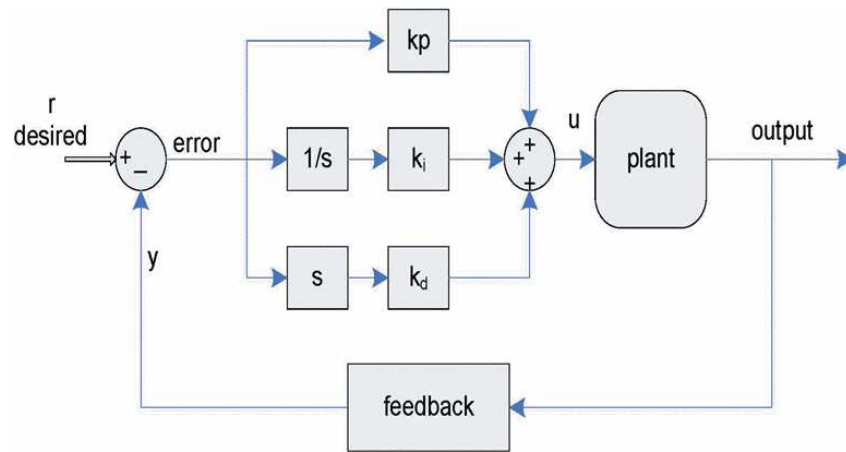 kp
r
desired
+
−
error
1/s
ki
+
+
+
u
plant
output
y
s
kd
feedback